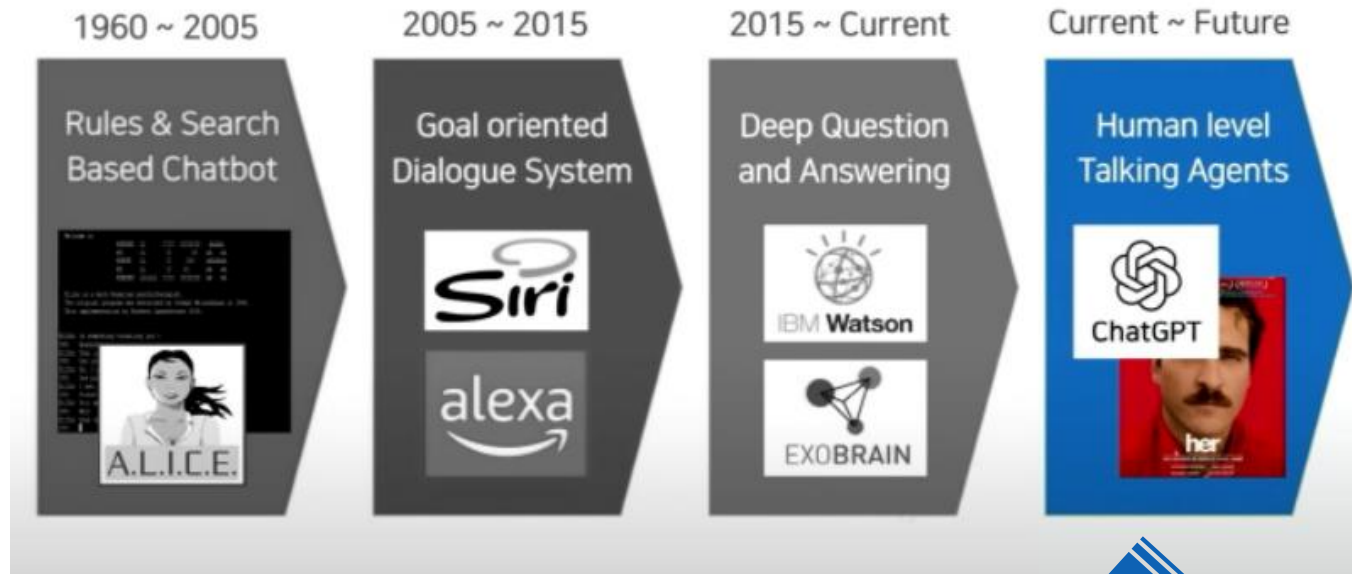 1960 ~ 2005
Rules & Search
Based Chatbot
A.L.I.C.E.
2005 ~ 2015
Goal oriented
Dialogue System
Siri
alexa
2015 ~ Current
Deep Question
and Answering
IBM Watson
EXOBRAIN
Current ~ Future
Human level
Talking Agents
ChatGPT
her